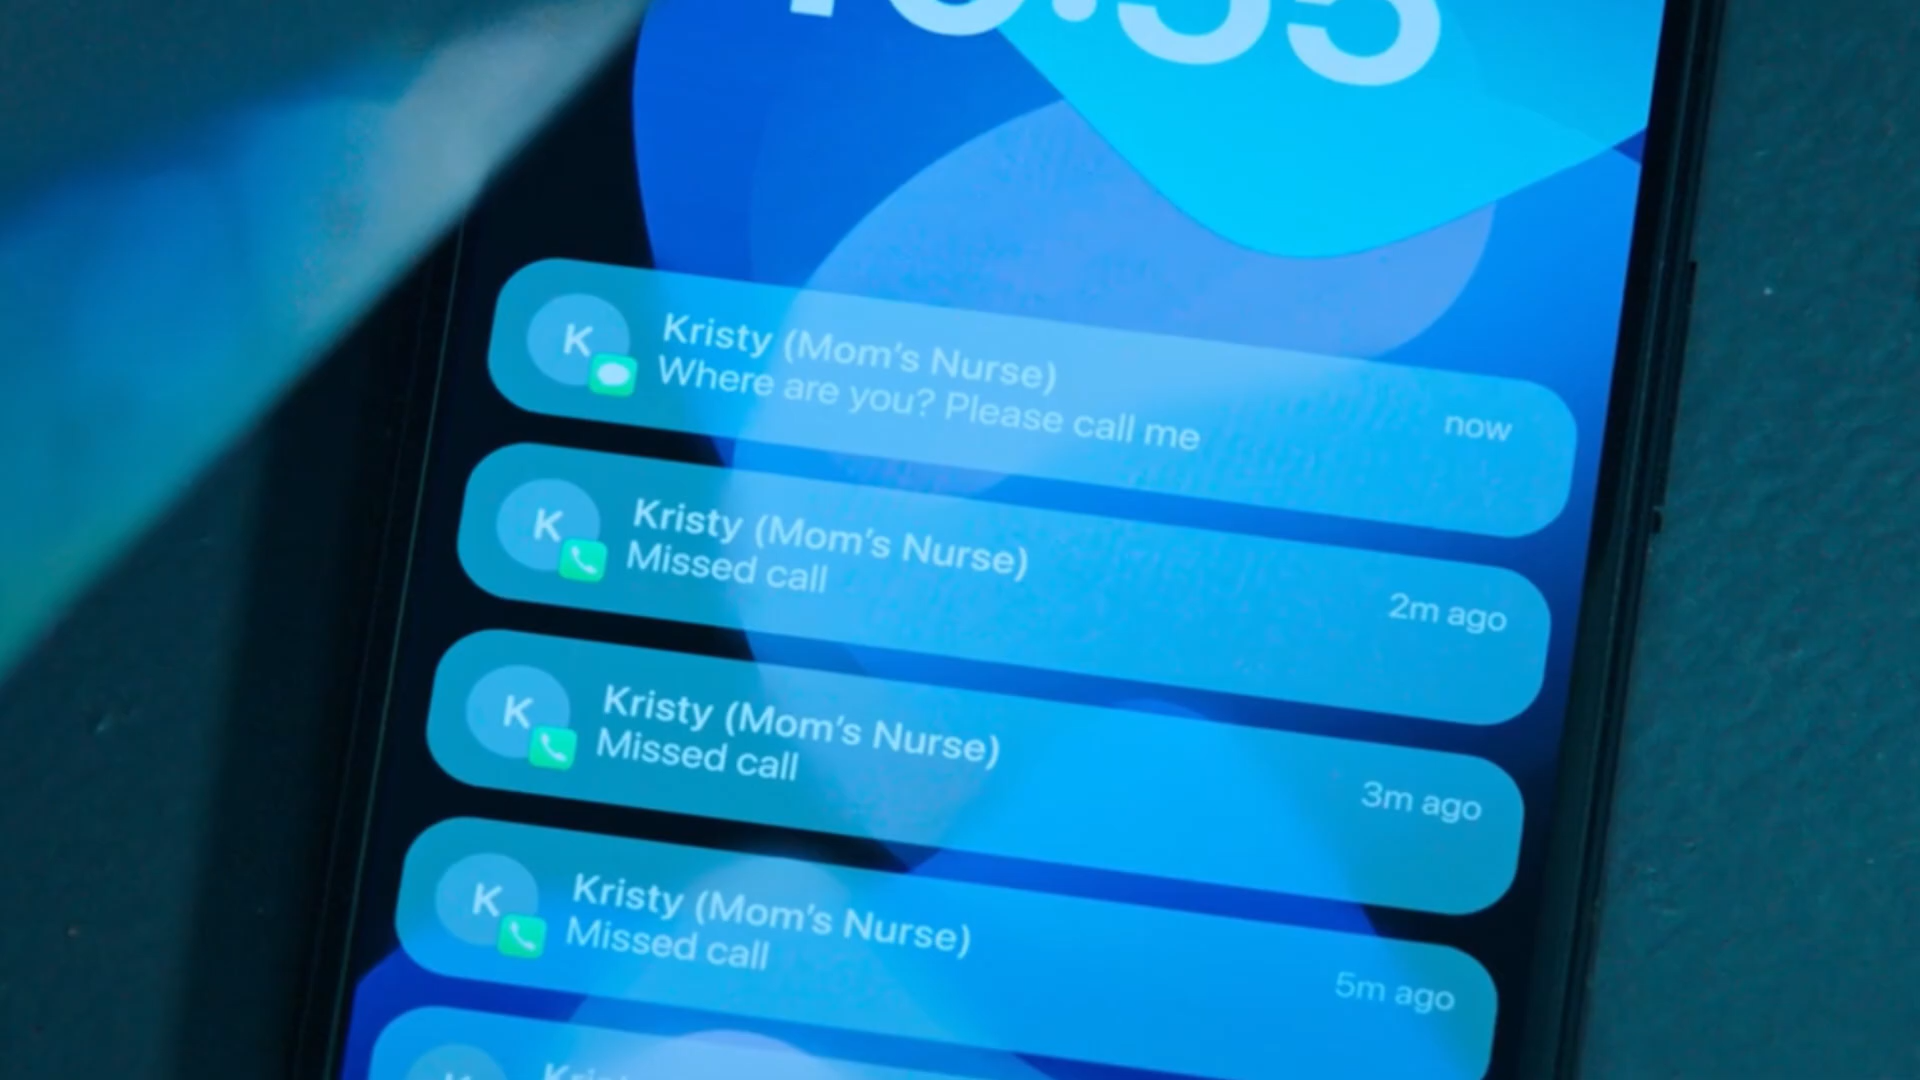 K
Kristy (Mom's Nurse)
Where are you? Please call me
now
K
Kristy (Mom's Nurse)
Missed call
2m ago
K
Kristy (Mom's Nurse)
Missed call
3m ago
K
Kristy (Mom's Nurse)
Missed call
5m ago